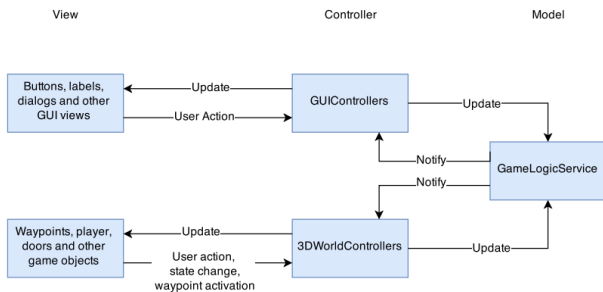 View
Controller
Model
Buttons, labels,
dialogs and other
GUI views
Update
User Action
GUIControllers
Update
Notify
GameLogicService
Notify
Waypoints, player,
doors and other
game objects
Update
User action,
state change,
waypoint activation
3DWorldControllers
Update